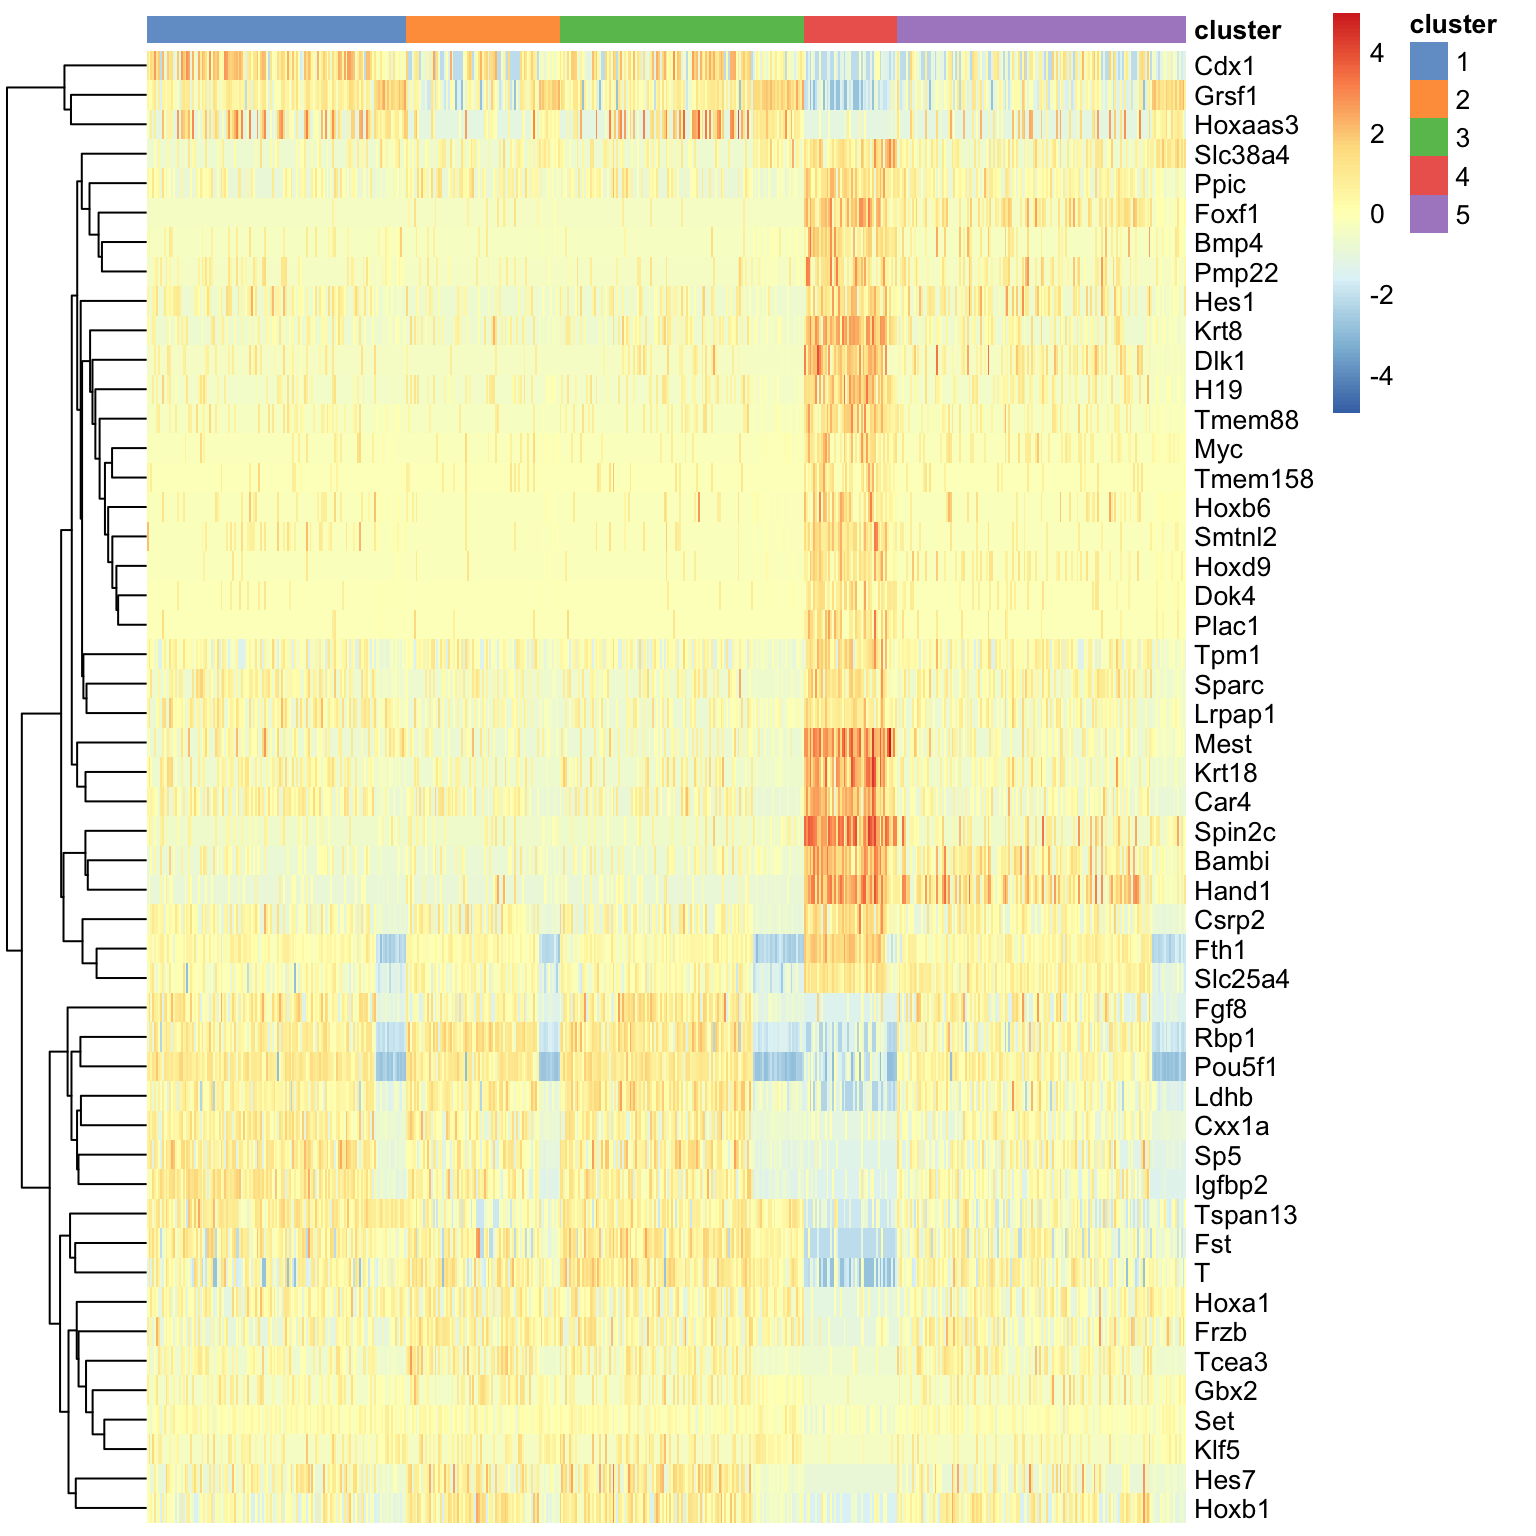 cluster
Cdx1
Grsf1
Hoxaas3
Slc38a4
Ppic
Foxf1
Bmp4
Pmp22
Hes1
Krt8
Dlk1
H19
Tmem88
Myc
Tmem158
Hoxb6
Smtnl2
Hoxd9
Dok4
Plac1
Tpm1
Sparc
Lrpap1
Mest
Krt18
Car4
Spin2c
Bambi
Hand1
Csrp2
Fth1
Slc25a4
Fgf8
Rbp1
Pou5f1
Ldhb
Cxx1a
Sp5
Igfbp2
Tspan13
Fst
T
Hoxa1
Frzb
Tcea3
Gbx2
Set
Klf5
Hes7
Hoxb1
4
2
0
-2
-4
cluster
1
2
3
4
5